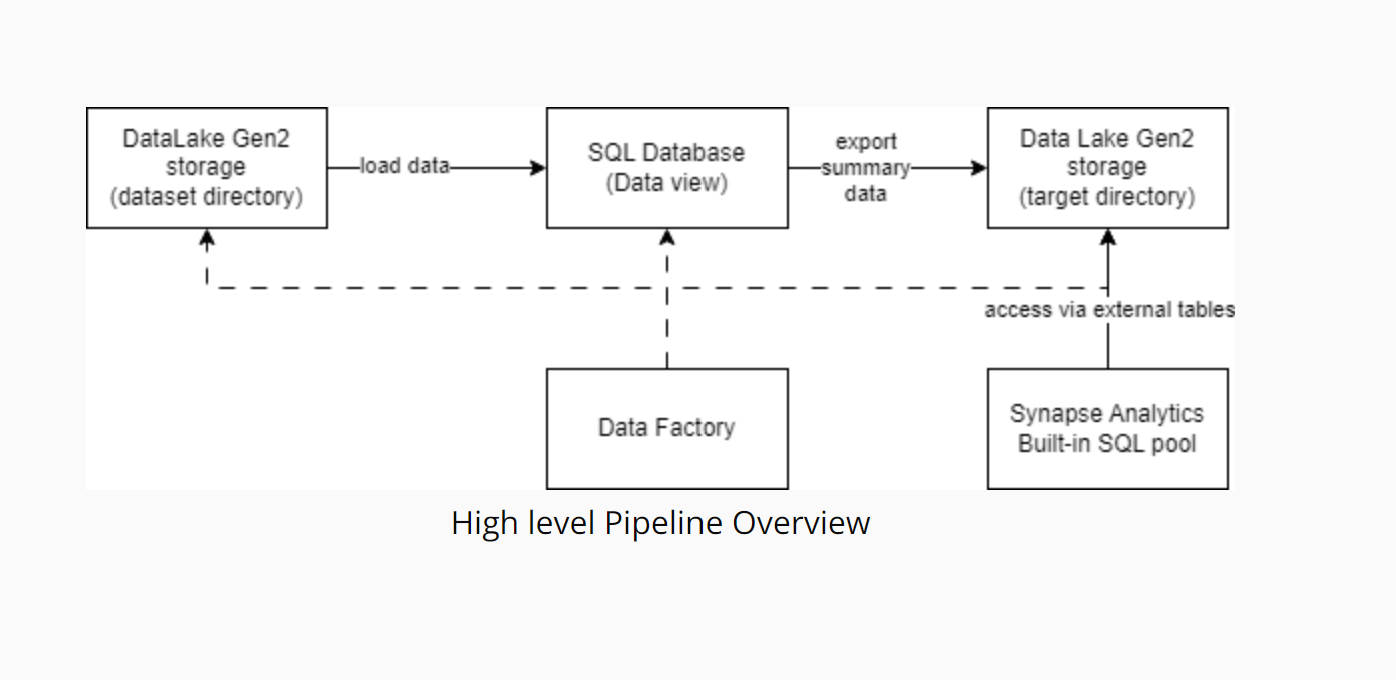 DataLake Gen2
storage
(dataset directory)
load data
SQL Database
(Data view)
export
summary
data
Data Lake Gen2
storage
(target directory)
access via external tables
Data Factory
Synapse Analytics
Built-in SQL pool
High level Pipeline Overview